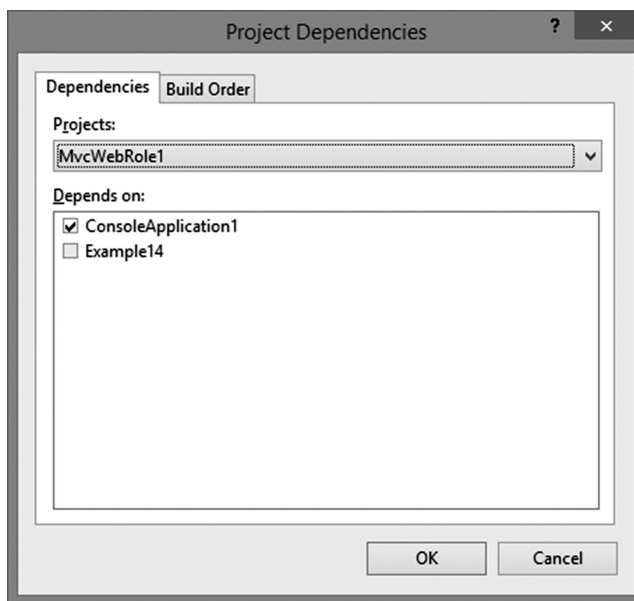 Project Dependencies
? ×
Dependencies Build Order
Projects:
MvcWebRole1
Depends on:
ConsoleApplication1
Example14
OK Cancel